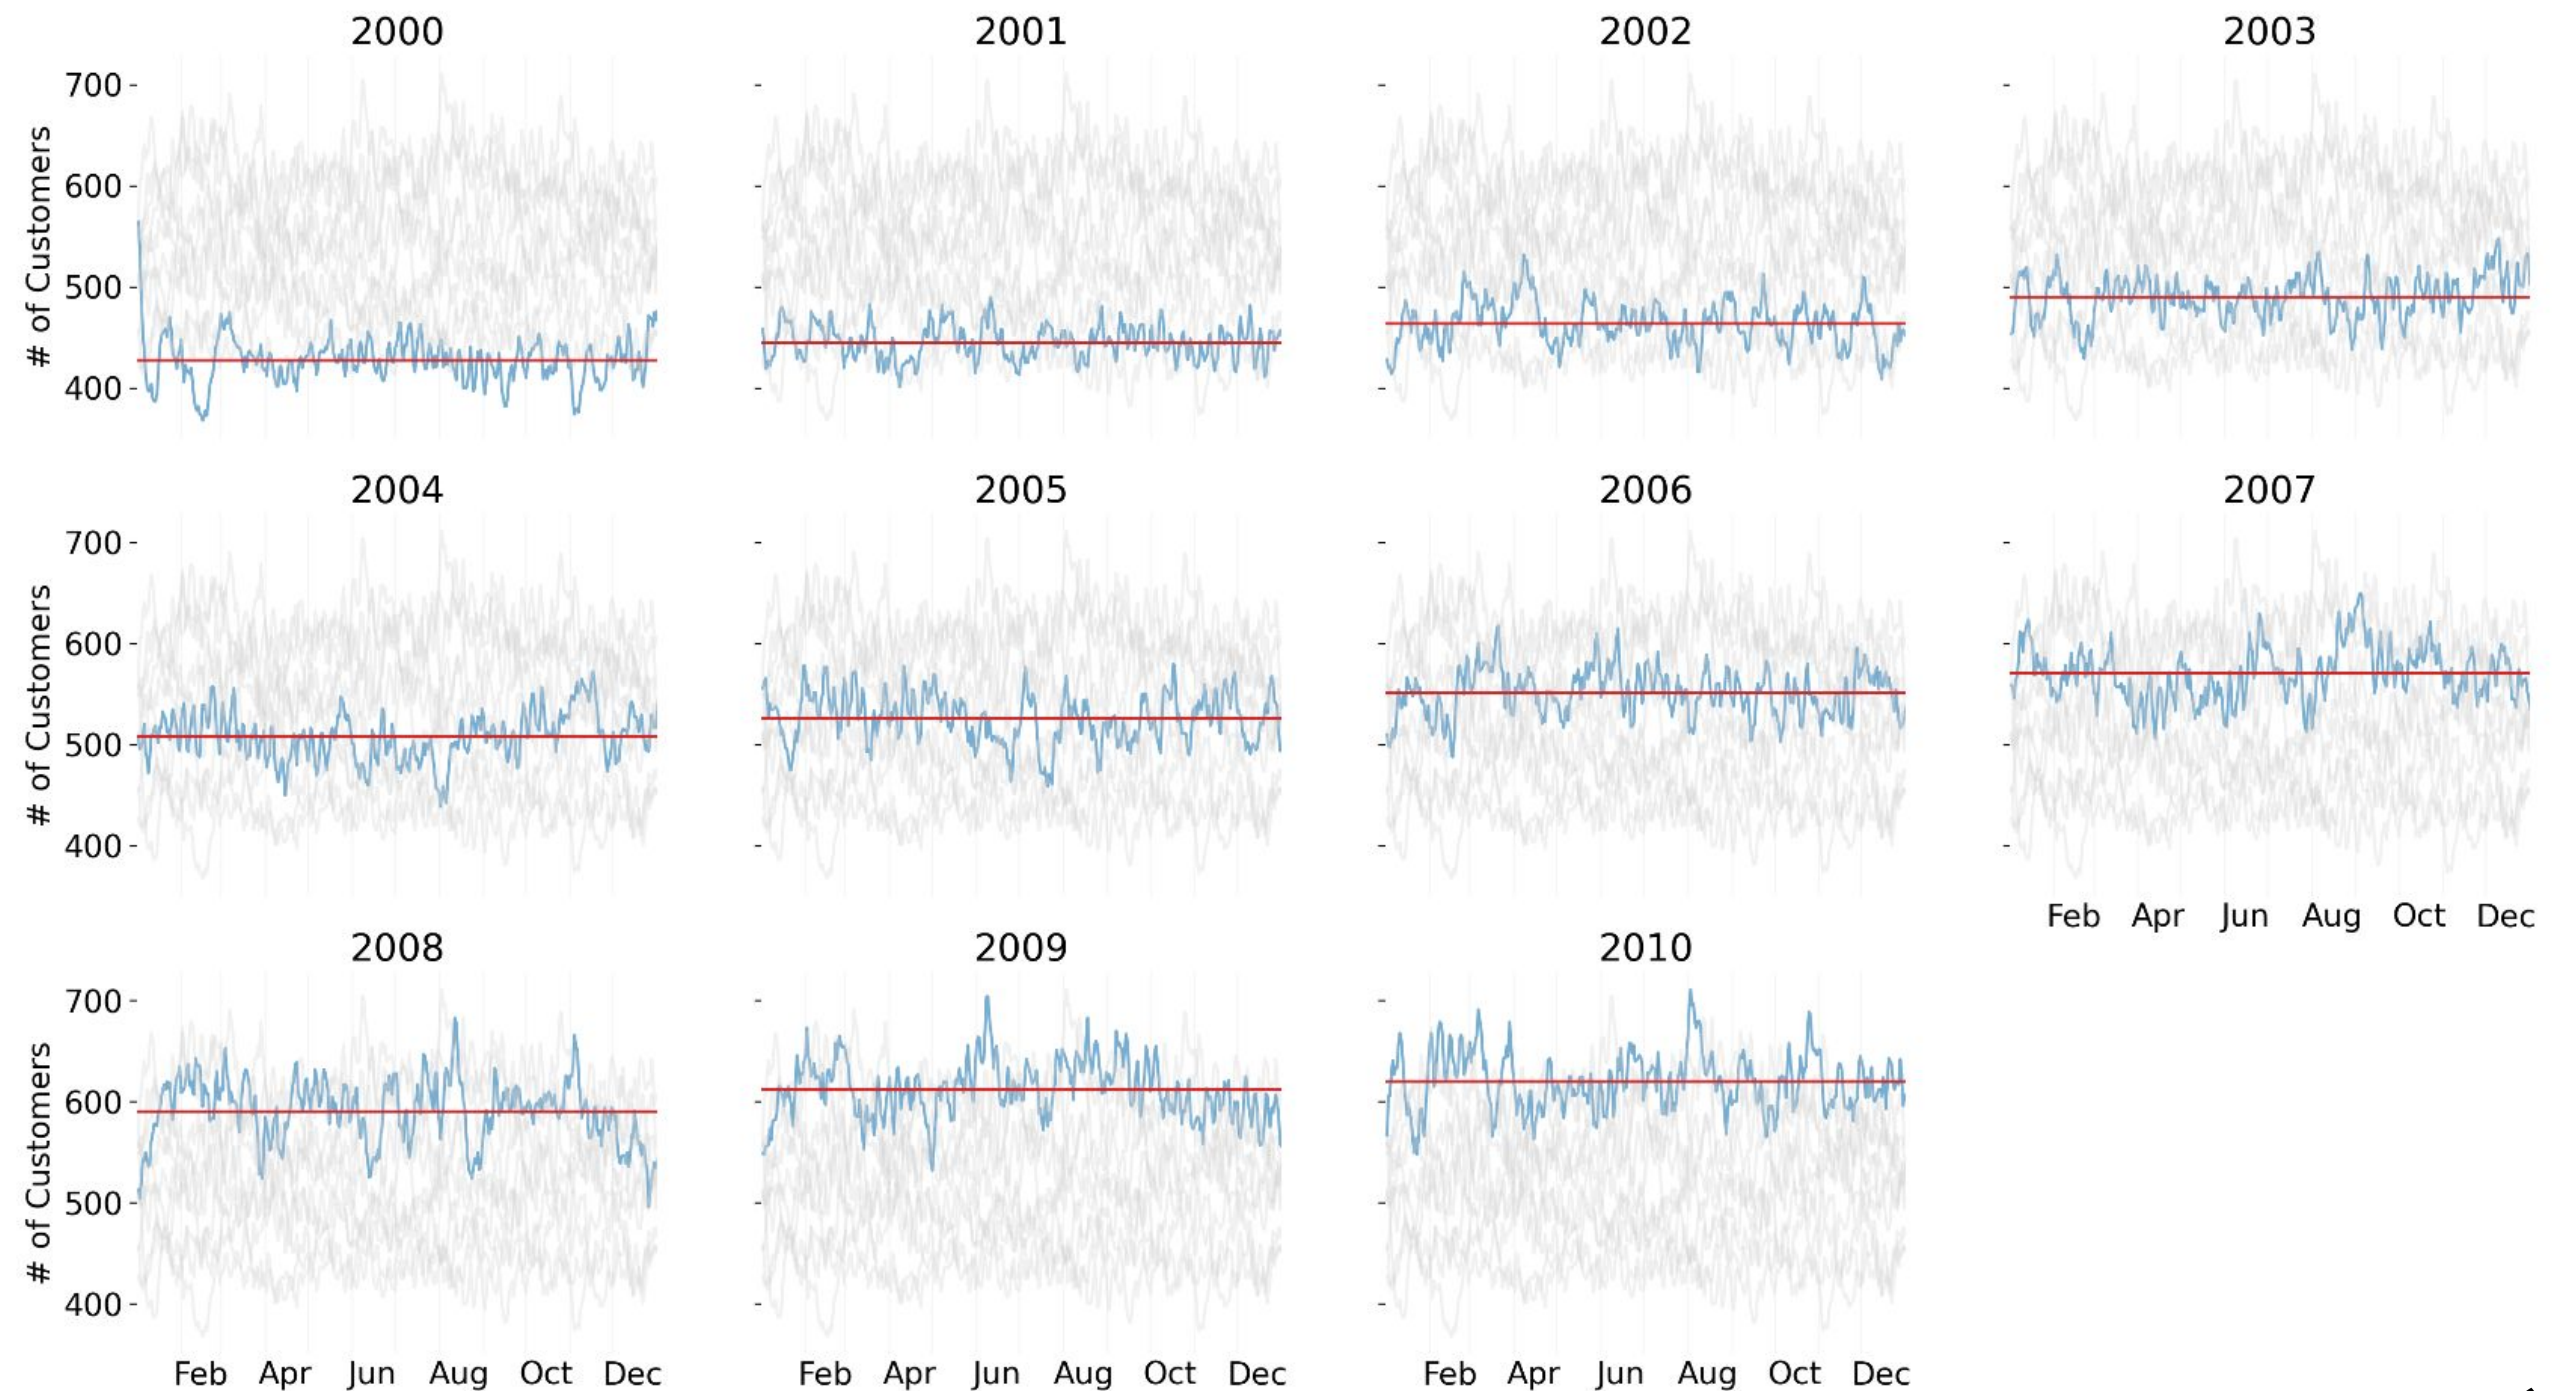 2000 2001 2002 2003
700
600
500
400
# of Customers
2004 2005 2006 2007
700
600
500
400
# of Customers
Feb Apr Jun Aug Oct Dec
2008 2009 2010
700
600
500
400
# of Customers
Feb Apr Jun Aug Oct Dec Feb Apr Jun Aug Oct Dec Feb Apr Jun Aug Oct Dec